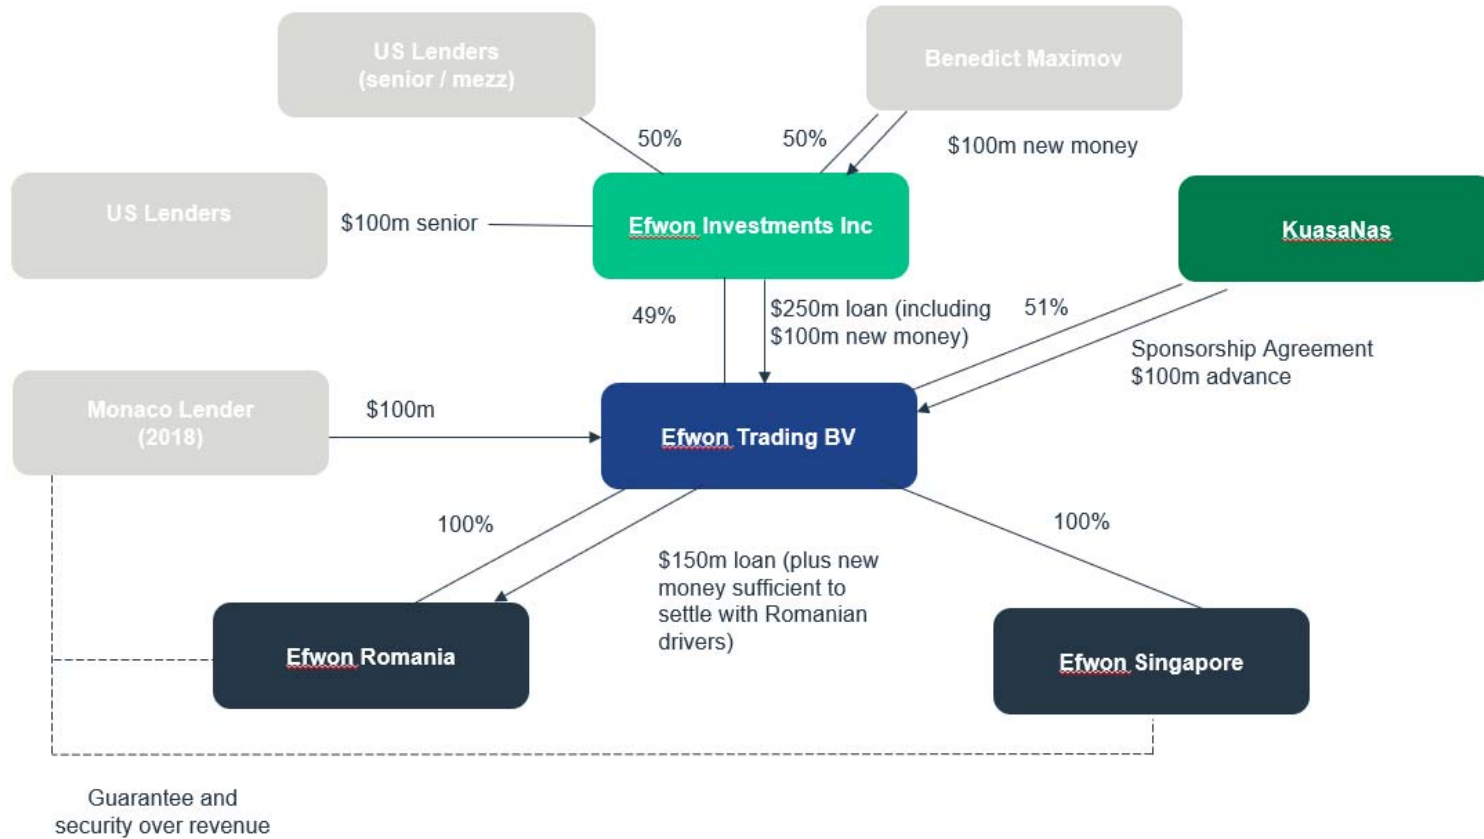 US Lenders
(senior / mezz)
Benedict Maximov
50%
50%
$100m new money
US Lenders
$100m senior
Efwon Investments Inc
KuasaNas
49%
$250m loan (including
$100m new money)
51%
Sponsorship Agreement
$100m advance
Monaco Lender
(2018)
$100m
Efwon Trading BV
100%
100%
$150m loan (plus new
money sufficient to
settle with Romanian
drivers)
Efwon Romania
Efwon Singapore
Guarantee and
security over revenue